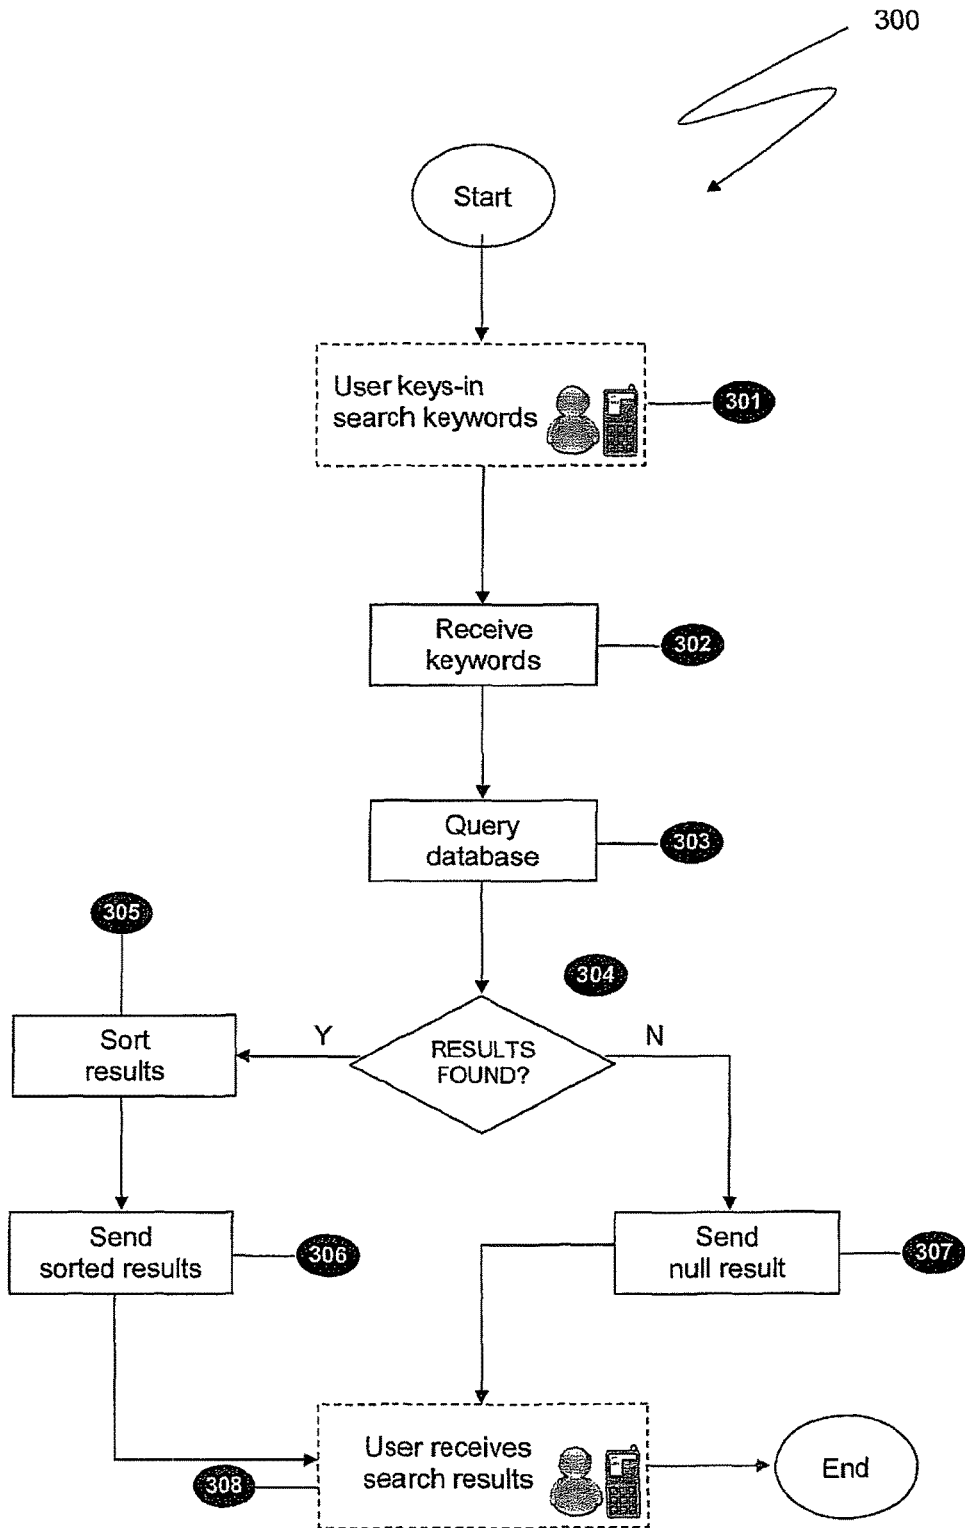 300
Start
User keys-in
search keywords
301
Receive
keywords
302
Query
database
303
304
305
RESULTS
FOUND?
Y
N
Sort
results
Send
sorted results
306
Send
null result
307
User receives
search results
308
End